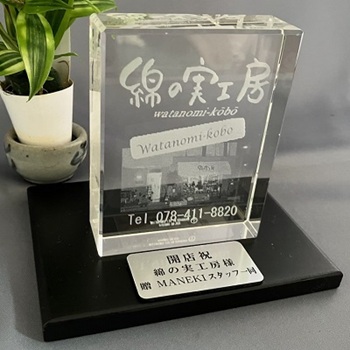 綿の実工房
watanomi-kōbō
Watanomi-kobo
Tel.078-411-8820
開店祝
綿の実工房様
贈 MANEKIスタッフ一同